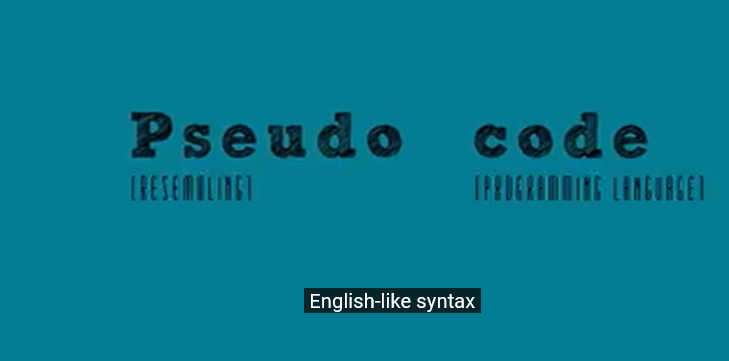 Pseudo code
[RESEMBLING] [PROGRAMMING LANGUAGE]
English-like syntax